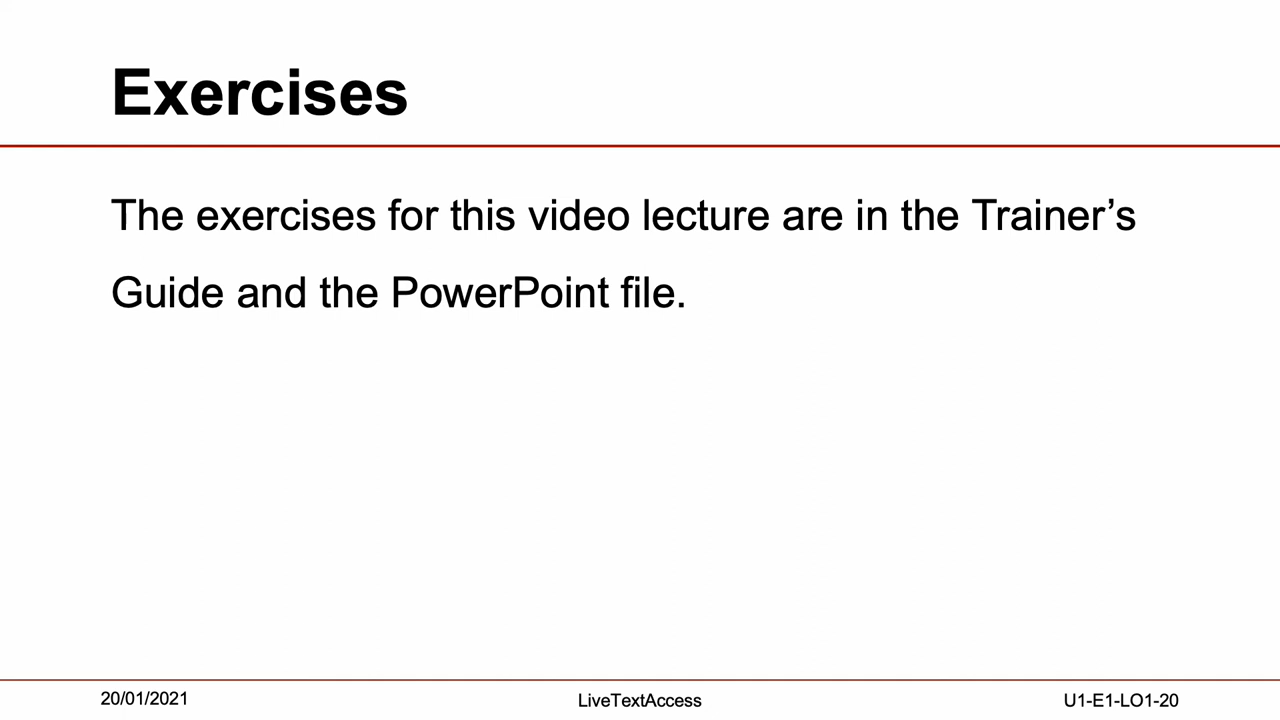 Exercises
The exercises for this video lecture are in the Trainer’s
Guide and the PowerPoint file.
20/01/2021
LiveTextAccess
U1-E1-LO1-20